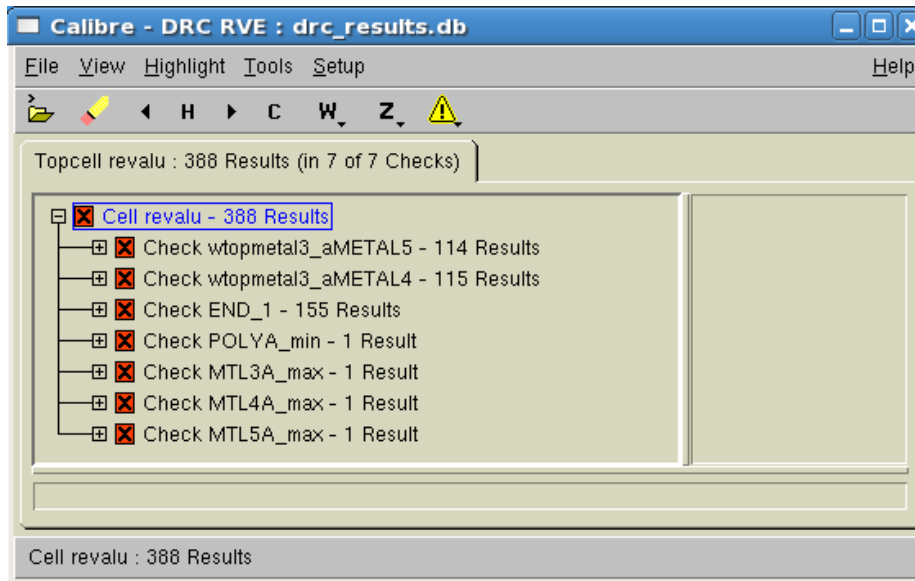 Calibre - DRC RVE : drc_results.db
File View Highlight Tools Setup Help
H C W Z
Topcell revalu : 388 Results (in 7 of 7 Checks)
Cell revalu - 388 Results
Check wtopmetal3_aMETAL5 - 114 Results
Check wtopmetal3_aMETAL4 - 115 Results
Check END_1 - 155 Results
Check POLYA_min - 1 Result
Check MTL3A_max - 1 Result
Check MTL4A_max - 1 Result
Check MTL5A_max - 1 Result
Cell revalu : 388 Results